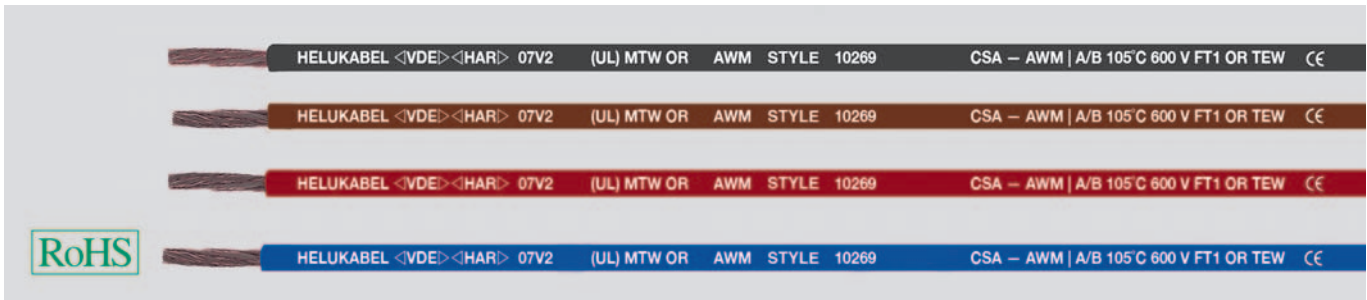 HELUKABEL ◁VDE▷◁HAR▷ 07V2 (UL) MTW OR AWM STYLE 10269 CSA – AWM | A/B 105°C 600 V FT1 OR TEW CE
HELUKABEL ◁VDE▷◁HAR▷ 07V2 (UL) MTW OR AWM STYLE 10269 CSA – AWM | A/B 105°C 600 V FT1 OR TEW CE
HELUKABEL ◁VDE▷◁HAR▷ 07V2 (UL) MTW OR AWM STYLE 10269 CSA – AWM | A/B 105°C 600 V FT1 OR TEW CE
RoHS
HELUKABEL ◁VDE▷◁HAR▷ 07V2 (UL) MTW OR AWM STYLE 10269 CSA – AWM | A/B 105°C 600 V FT1 OR TEW CE